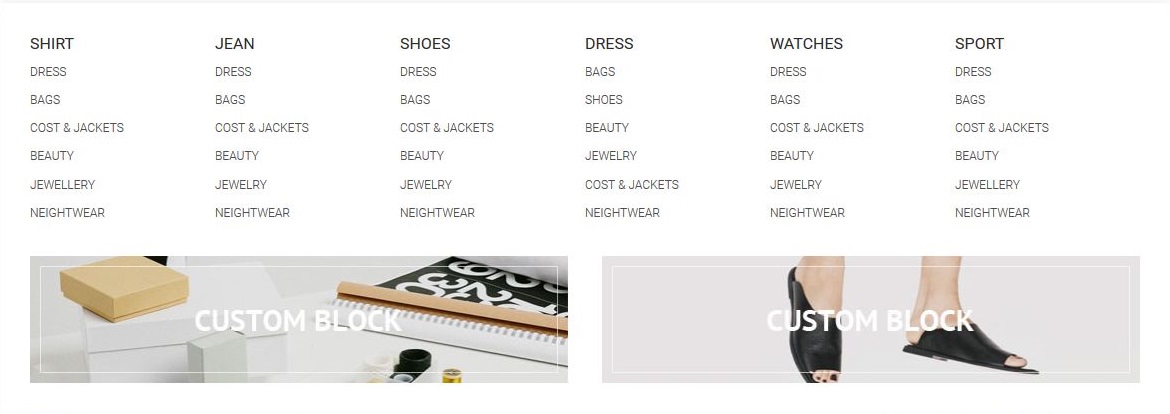 SHIRT
DRESS
BAGS
COST & JACKETS
BEAUTY
JEWELLERY
NEIGHTWEAR
JEAN
DRESS
BAGS
COST & JACKETS
BEAUTY
JEWELRY
NEIGHTWEAR
SHOES
DRESS
BAGS
COST & JACKETS
BEAUTY
JEWELRY
NEIGHTWEAR
DRESS
BAGS
SHOES
BEAUTY
JEWELRY
COST & JACKETS
NEIGHTWEAR
WATCHES
DRESS
BAGS
COST & JACKETS
BEAUTY
JEWELRY
NEIGHTWEAR
SPORT
DRESS
BAGS
COST & JACKETS
BEAUTY
JEWELLERY
NEIGHTWEAR
CUSTOM BLOCK
CUSTOM BLOCK